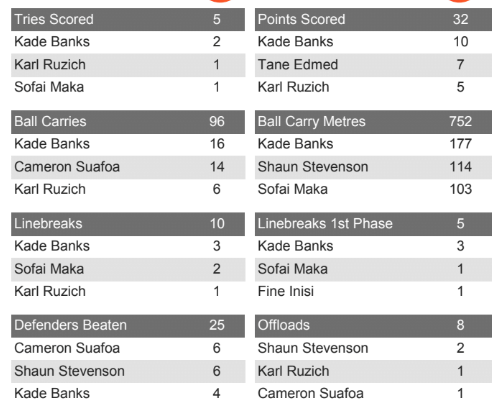 Tries Scored 5
Kade Banks 2
Karl Ruzich 1
Sofai Maka 1
Points Scored 32
Kade Banks 10
Tane Edmed 7
Karl Ruzich 5
Ball Carries 96
Kade Banks 16
Cameron Suafoa 14
Karl Ruzich 6
Ball Carry Metres 752
Kade Banks 177
Shaun Stevenson 114
Sofai Maka 103
Linebreaks 10
Kade Banks 3
Sofai Maka 2
Karl Ruzich 1
Linebreaks 1st Phase 5
Kade Banks 3
Sofai Maka 1
Fine Inisi 1
Defenders Beaten 25
Cameron Suafoa 6
Shaun Stevenson 6
Kade Banks 4
Offloads 8
Shaun Stevenson 2
Karl Ruzich 1
Cameron Suafoa 1